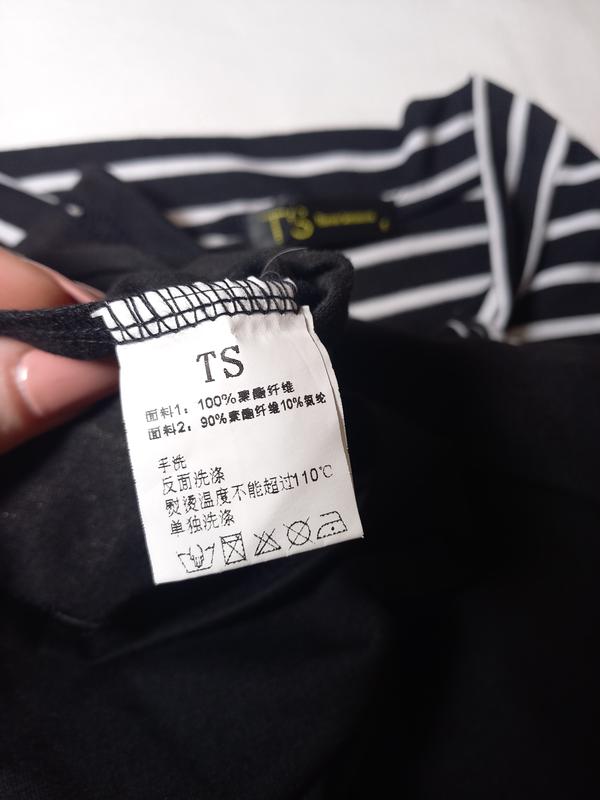 T'S
TS
面料1：100%聚酯纤维
面料2：90%聚酯纤维10%氨纶
手洗
反面洗涤
熨烫温度不能超过110℃
单独洗涤